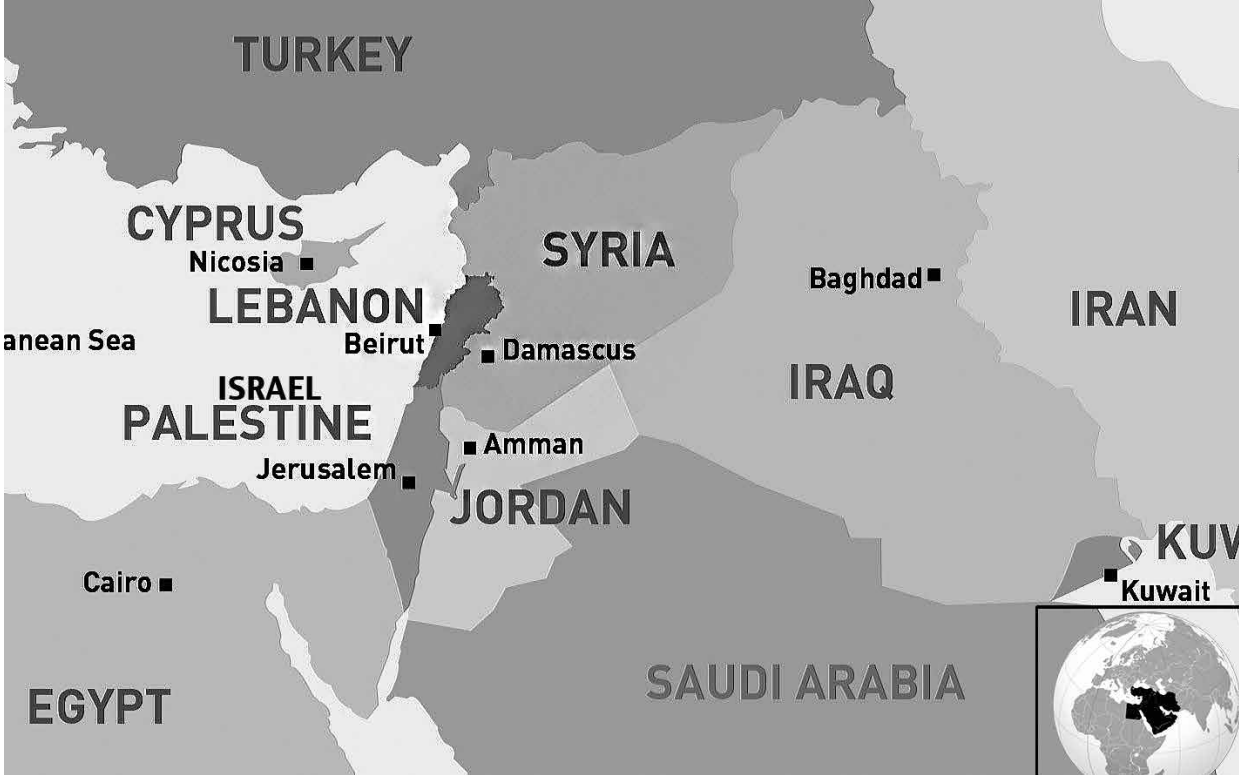 TURKEY
CYPRUS
Nicosia
SYRIA
LEBANON
Beirut
Baghdad
IRAN
anean Sea
Damascus
ISRAEL
PALESTINE
IRAQ
Amman
Jerusalem
JORDAN
KUW
Cairo
Kuwait
SAUDI ARABIA
EGYPT